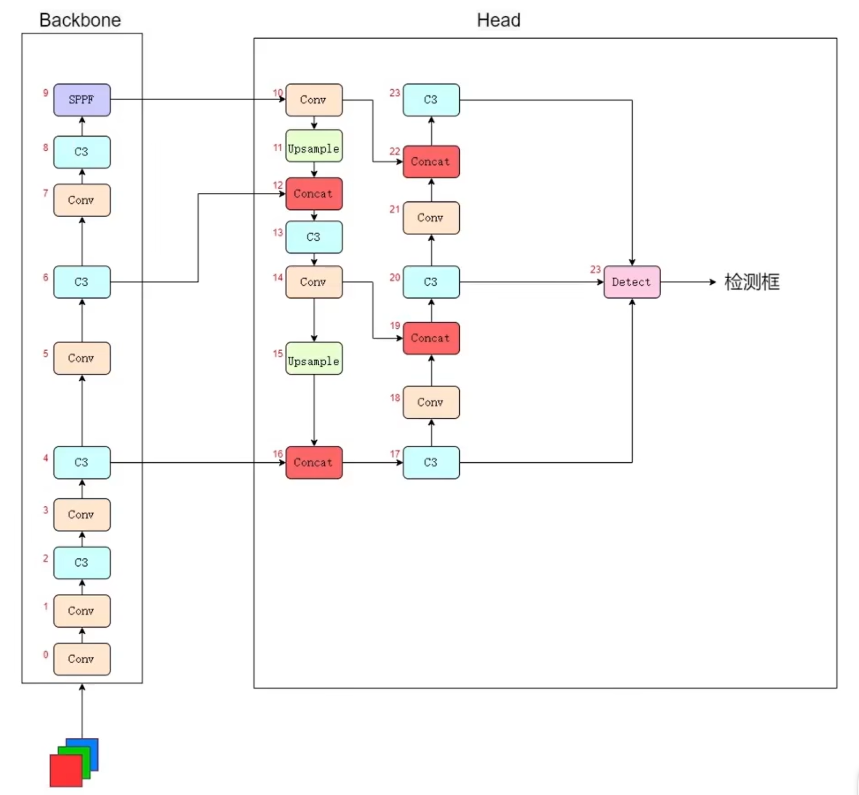 Backbone
Head
9 SPPF
8 C3
7 Conv
6 C3
5 Conv
4 C3
3 Conv
2 C3
1 Conv
0 Conv
10 Conv
11 Upsample
12 Concat
13 C3
14 Conv
15 Upsample
16 Concat
23 C3
22 Concat
21 Conv
20 C3
19 Concat
18 Conv
17 C3
23 Detect
检测框